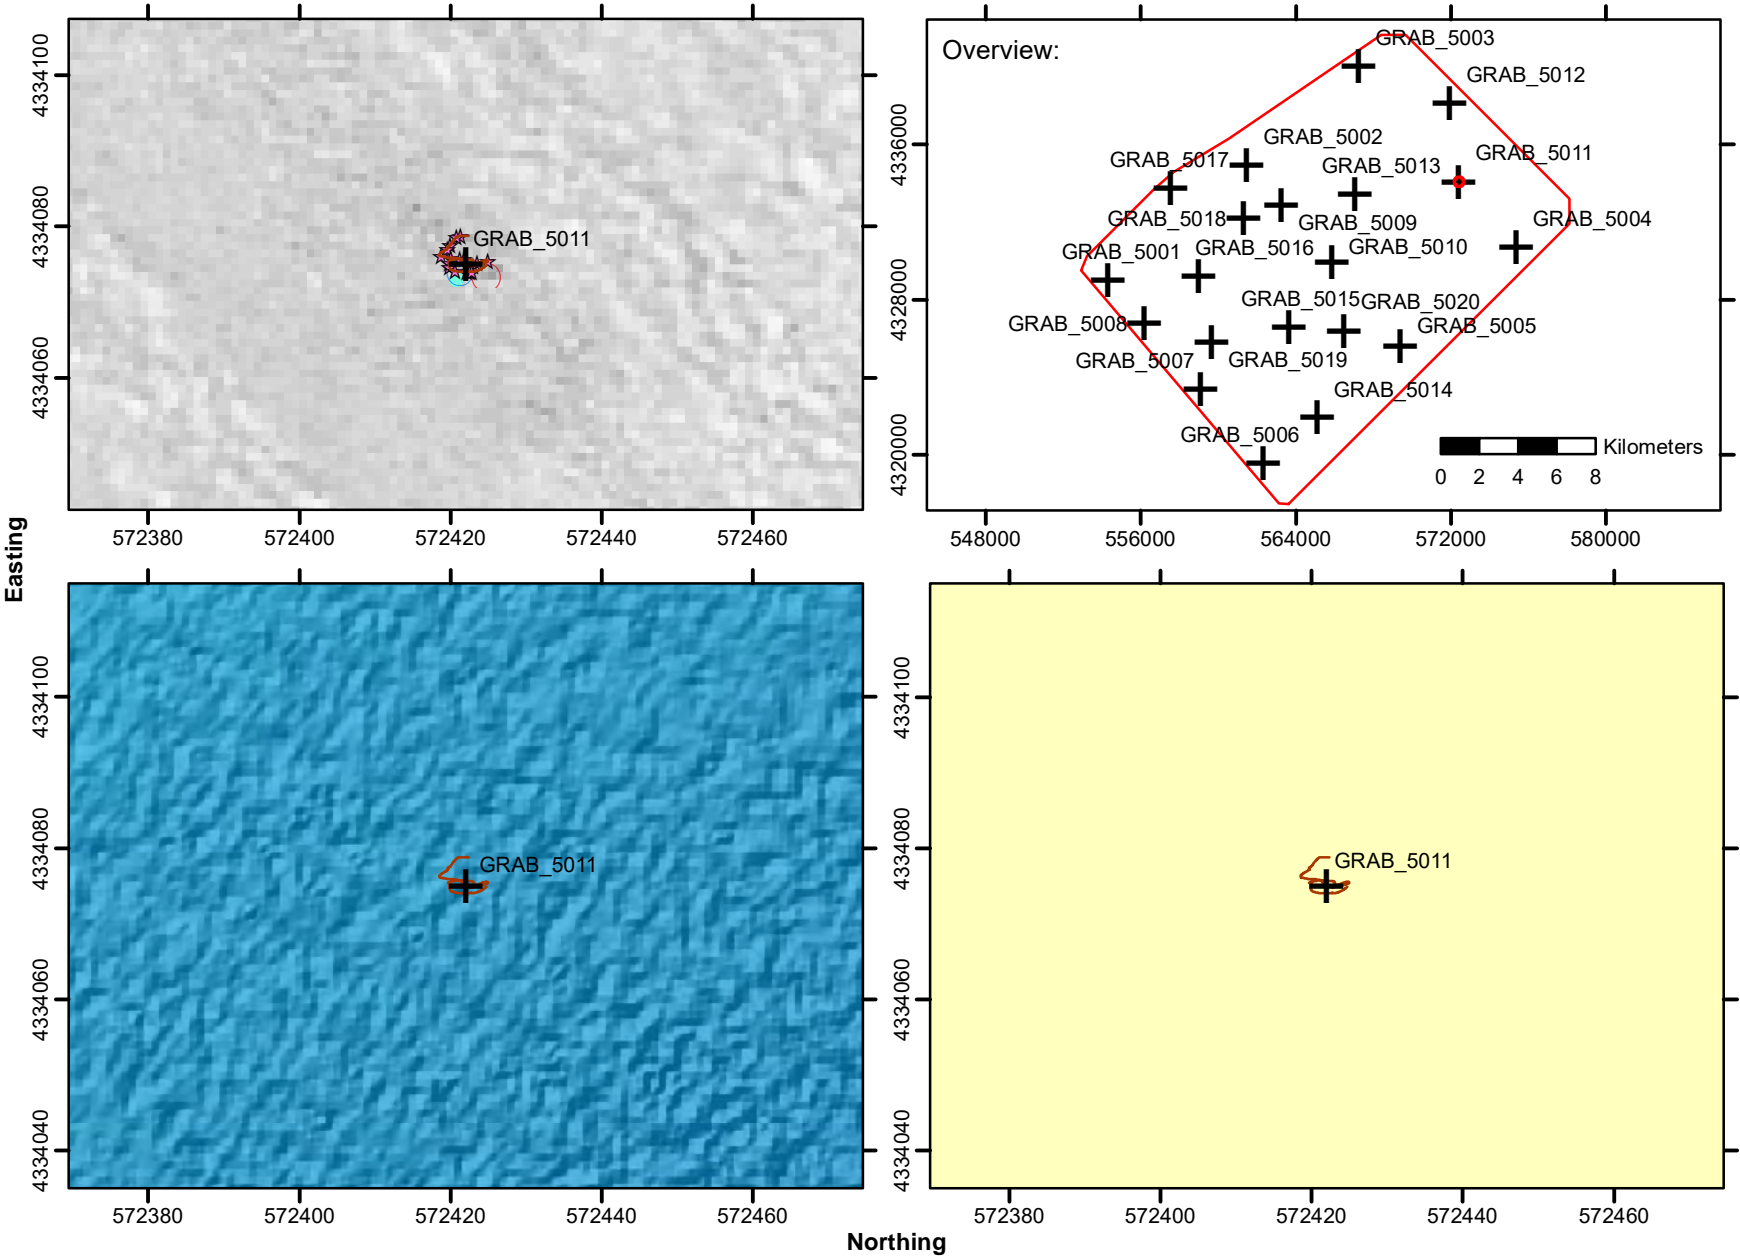 Overview:
GRAB_5003
GRAB_5012
GRAB_5002
GRAB_5011
GRAB_5017
GRAB_5013
GRAB_5018
GRAB_5009
GRAB_5004
GRAB_5001
GRAB_5016
GRAB_5010
GRAB_5015
GRAB_5020
GRAB_5008
GRAB_5005
GRAB_5007
GRAB_5019
GRAB_5014
GRAB_5006
Kilometers
0 2 4 6 8
4336000
4328000
4320000
548000 556000 564000 572000 580000
GRAB_5011
4334100
4334080
4334060
572380 572400 572420 572440 572460
Easting
GRAB_5011
4334100
4334080
4334060
4334040
572380 572400 572420 572440 572460
GRAB_5011
4334100
4334080
4334060
4334040
572380 572400 572420 572440 572460
Northing